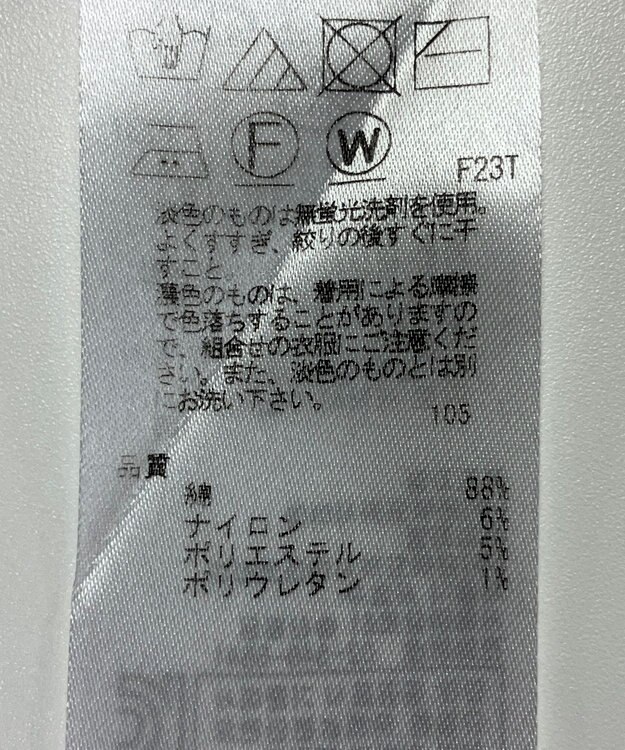 F
W
F23T
淡色のものは無蛍光洗剤を使用。
よくすすぎ、絞りの後すぐに干
すこと。
濃色のものは、着用による摩擦
で色落ちすることがありますの
で、組合せの衣服にご注意くだ
さい。また、淡色のものとは別
にお洗い下さい。
105
品質
綿 88%
ナイロン 6%
ポリエステル 5%
ポリウレタン 1%